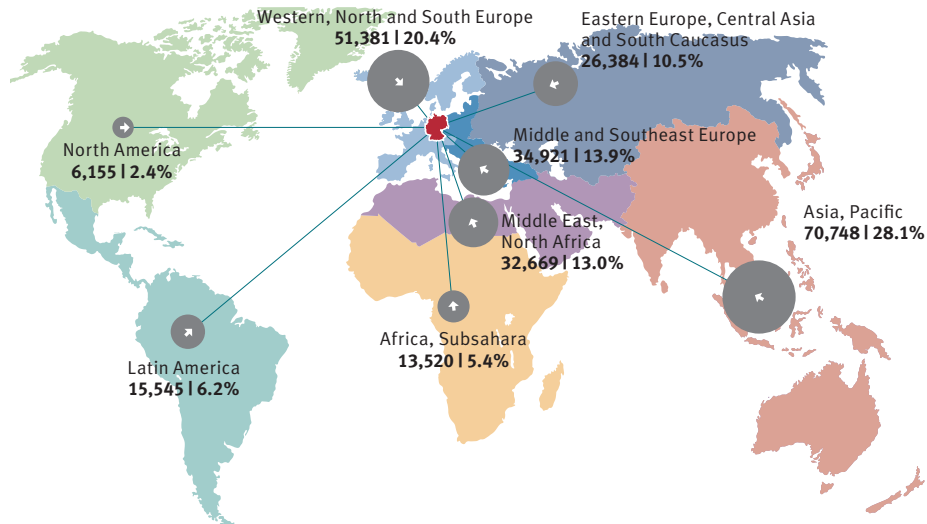 Western, North and South Europe
51,381 | 20.4%
Eastern Europe, Central Asia
and South Caucasus
26,384 | 10.5%
North America
6,155 | 2.4%
Middle and Southeast Europe
34,921 | 13.9%
Asia, Pacific
70,748 | 28.1%
Middle East,
North Africa
32,669 | 13.0%
Africa, Subsahara
13,520 | 5.4%
Latin America
15,545 | 6.2%